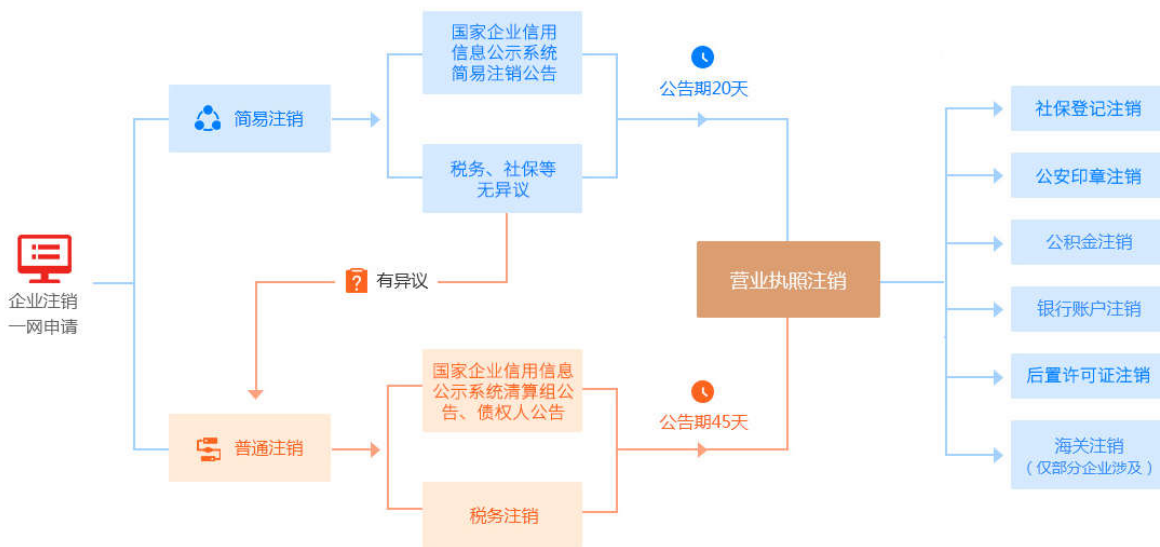 企业注销
一网申请
简易注销
国家企业信用
信息公示系统
简易注销公告
税务、社保等
无异议
公告期20天
有异议
普通注销
国家企业信用信息
公示系统清算组公
告、债权人公告
税务注销
公告期45天
营业执照注销
社保登记注销
公安印章注销
公积金注销
银行账户注销
后置许可证注销
海关注销
（仅部分企业涉及）